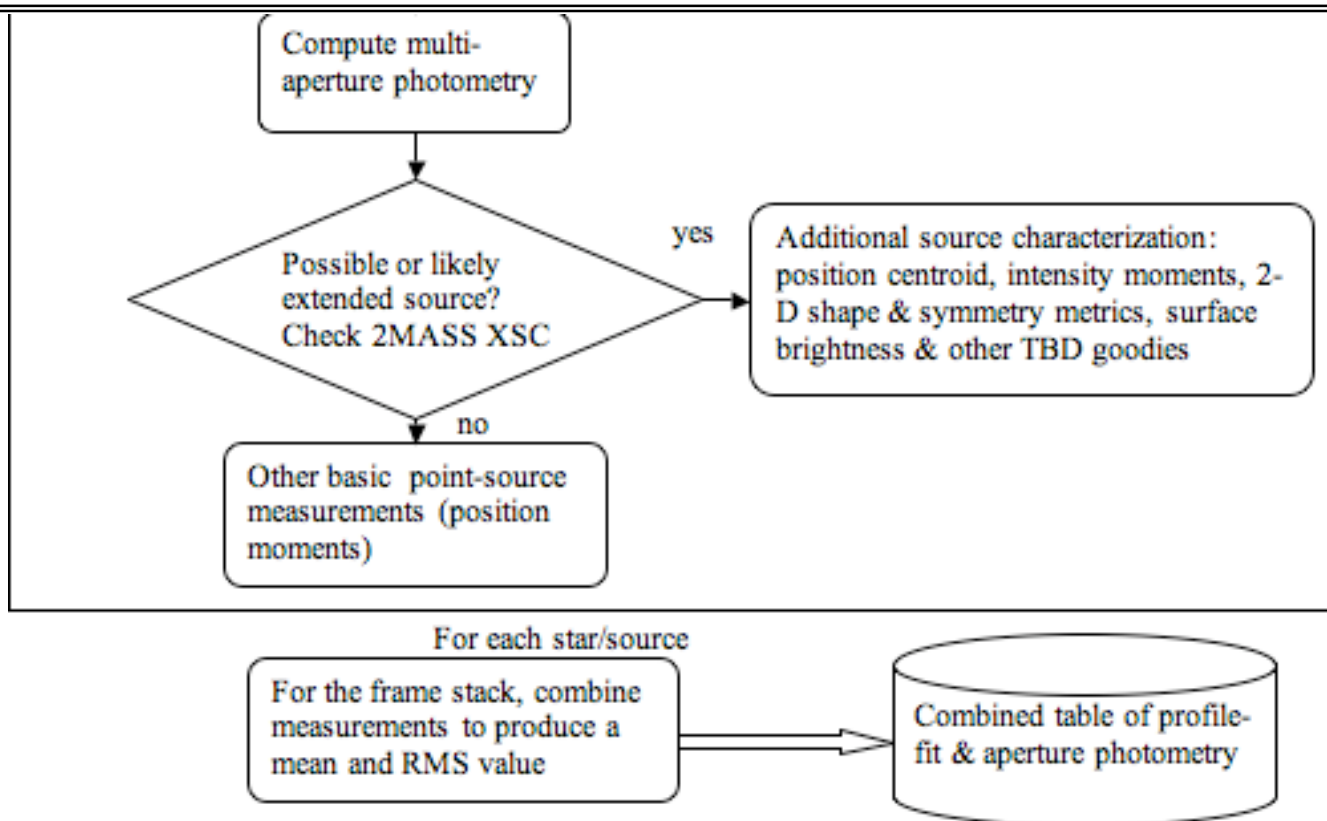 Compute multi-
aperture photometry
Possible or likely
extended source?
Check 2MASS XSC
yes
Additional source characterization:
position centroid, intensity moments, 2-
D shape & symmetry metrics, surface
brightness & other TBD goodies
no
Other basic point-source
measurements (position
moments)
For each star/source
For the frame stack, combine
measurements to produce a
mean and RMS value
Combined table of profile-
fit & aperture photometry